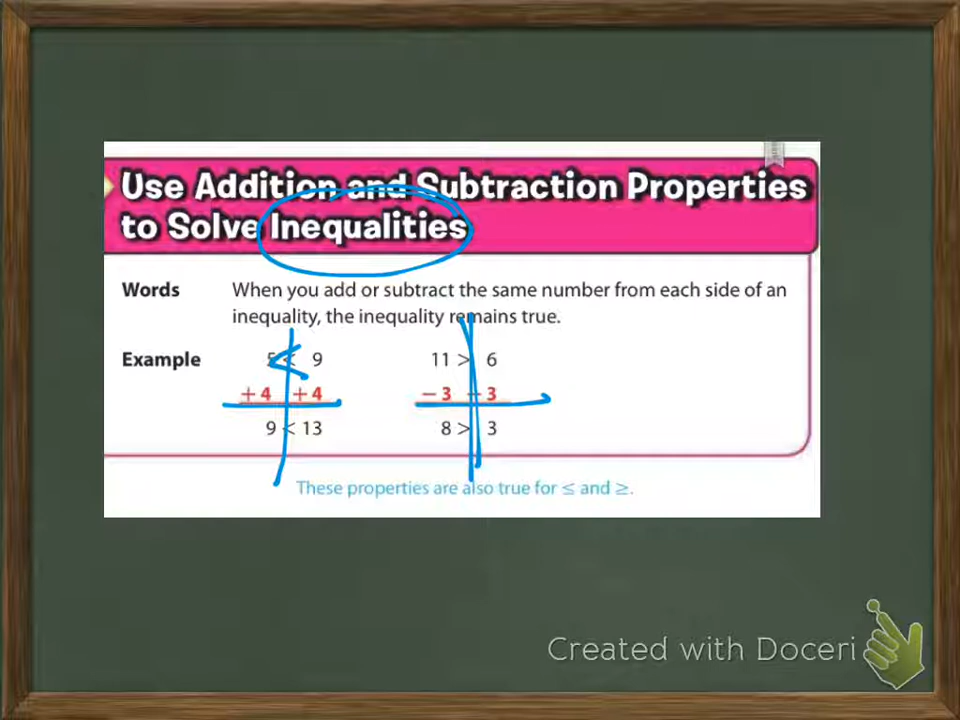 Use Addition and Subtraction Properties
to Solve Inequalities
Words When you add or subtract the same number from each side of an
inequality, the inequality remains true.
Example 5 < 9 11 > 6
+4 +4 −3 −3
9 < 13 8 > 3
These properties are also true for ≤ and ≥.
Created with Doceri